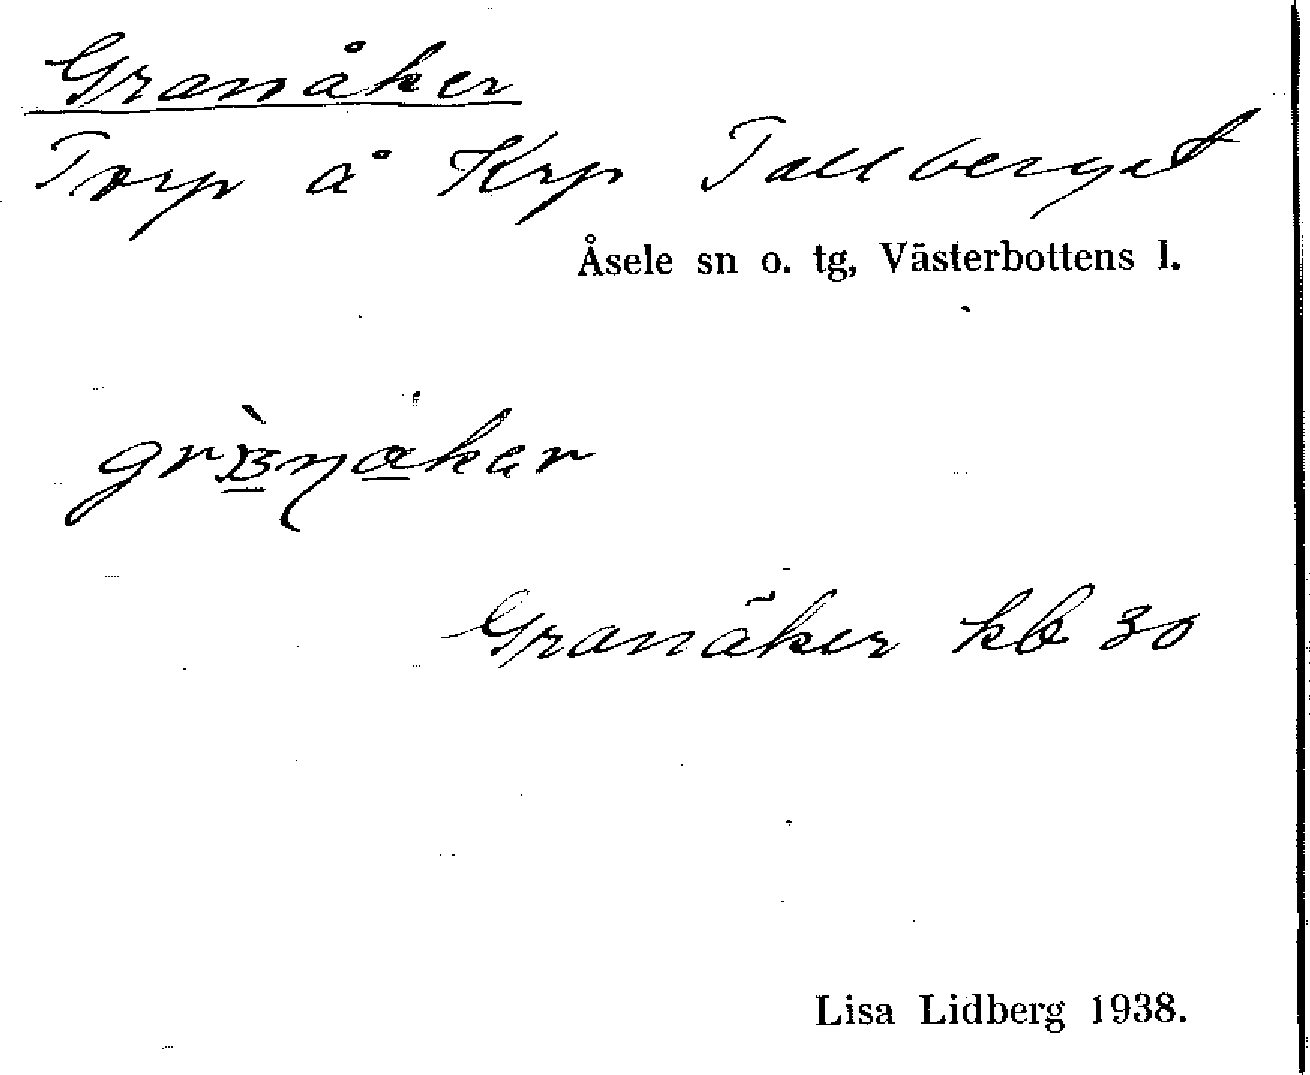 Granåker
Torp å Krp Tallberget
Åsele sn o. tg, Västerbottens l.
Granåker kb 30
Lisa Lidberg 1938.